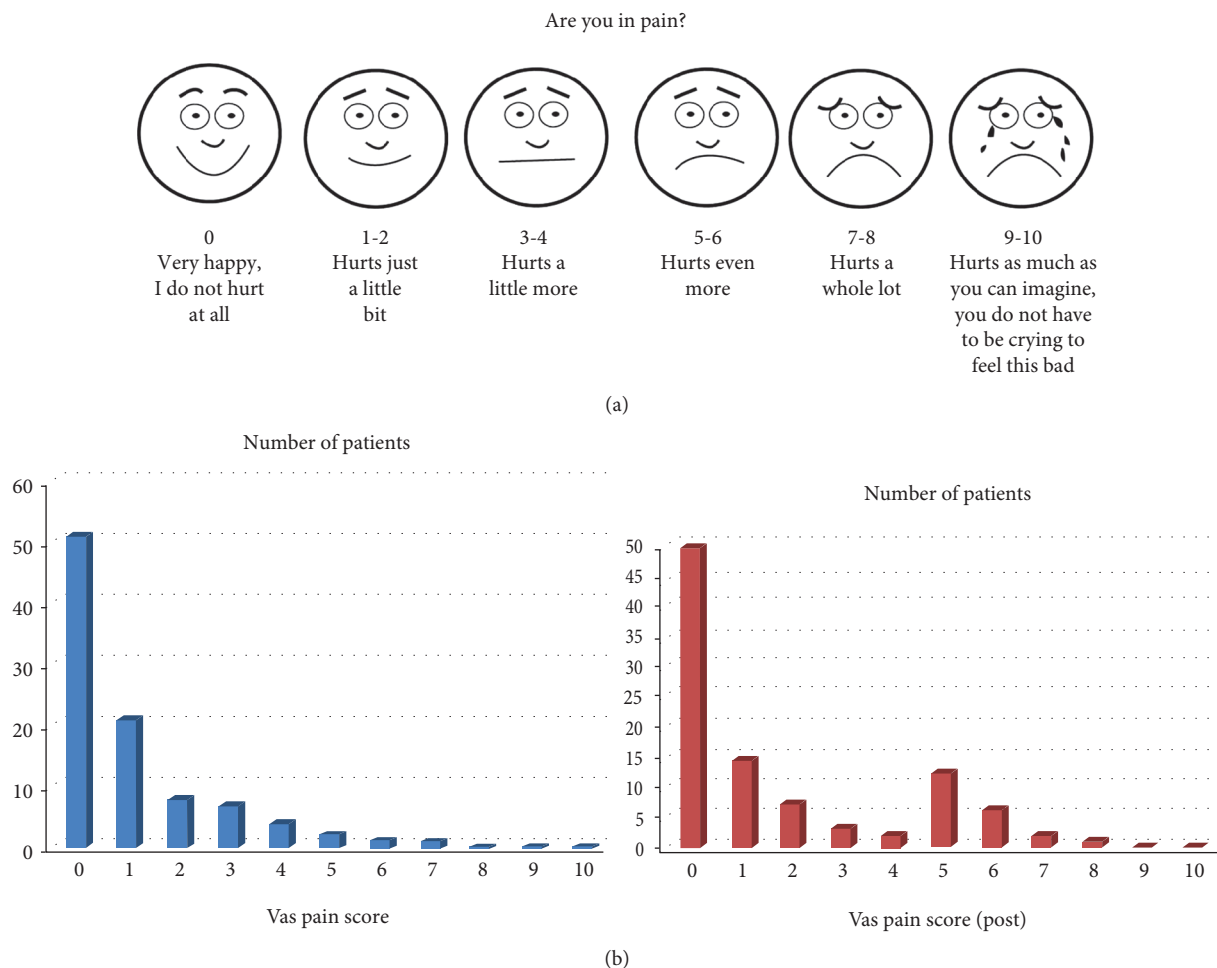 Are you in pain?
0
Very happy,
I do not hurt
at all
1-2
Hurts just
a little
bit
3-4
Hurts a
little more
5-6
Hurts even
more
7-8
Hurts a
whole lot
9-10
Hurts as much as
you can imagine,
you do not have
to be crying to
feel this bad
(a)
Number of patients
60
50
40
30
20
10
0
0 1 2 3 4 5 6 7 8 9 10
Vas pain score
Number of patients
50
45
40
35
30
25
20
15
10
5
0
0 1 2 3 4 5 6 7 8 9 10
Vas pain score (post)
(b)